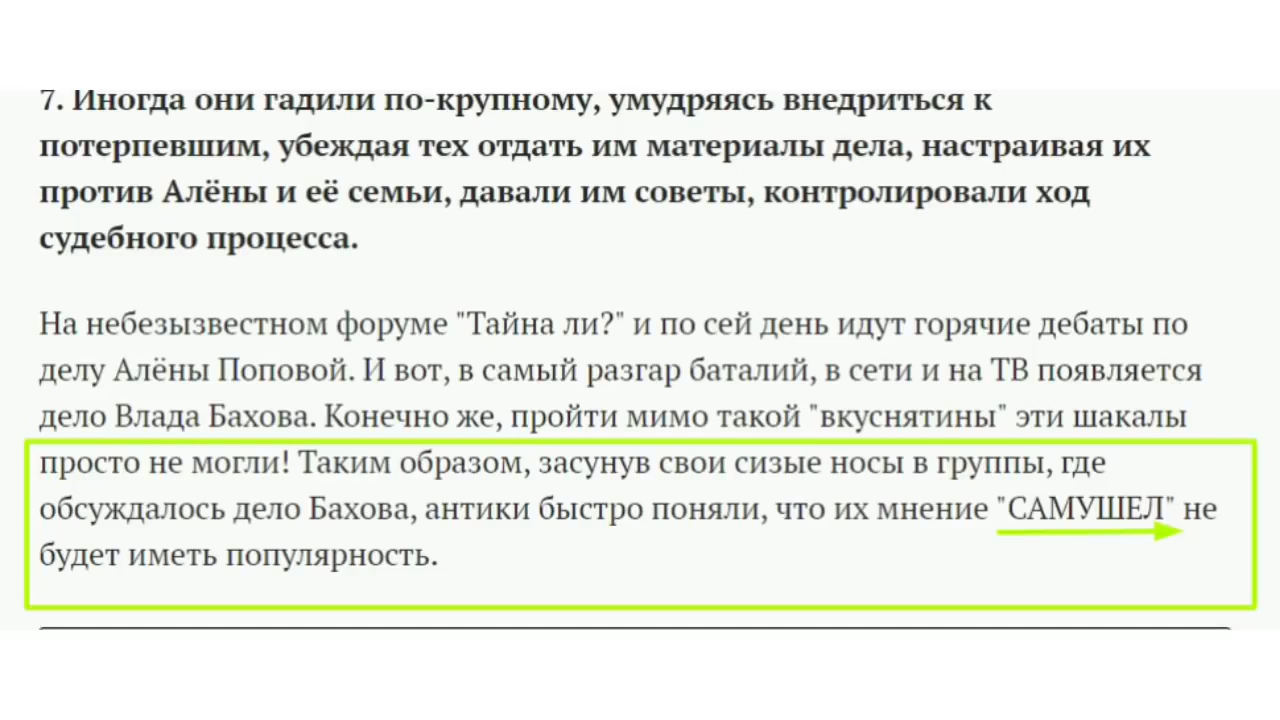 7. Иногда они гадили по-крупному, умудряясь внедриться к
потерпевшим, убеждая тех отдать им материалы дела, настраивая их
против Алёны и её семьи, давали им советы, контролировали ход
судебного процесса.
На небезызвестном форуме "Тайна ли?" и по сей день идут горячие дебаты по
делу Алёны Поповой. И вот, в самый разгар баталий, в сети и на ТВ появляется
дело Влада Бахова. Конечно же, пройти мимо такой "вкуснятины" эти шакалы
просто не могли! Таким образом, засунув свои сизые носы в группы, где
обсуждалось дело Бахова, антики быстро поняли, что их мнение "САМУШЕЛ" не
будет иметь популярность.